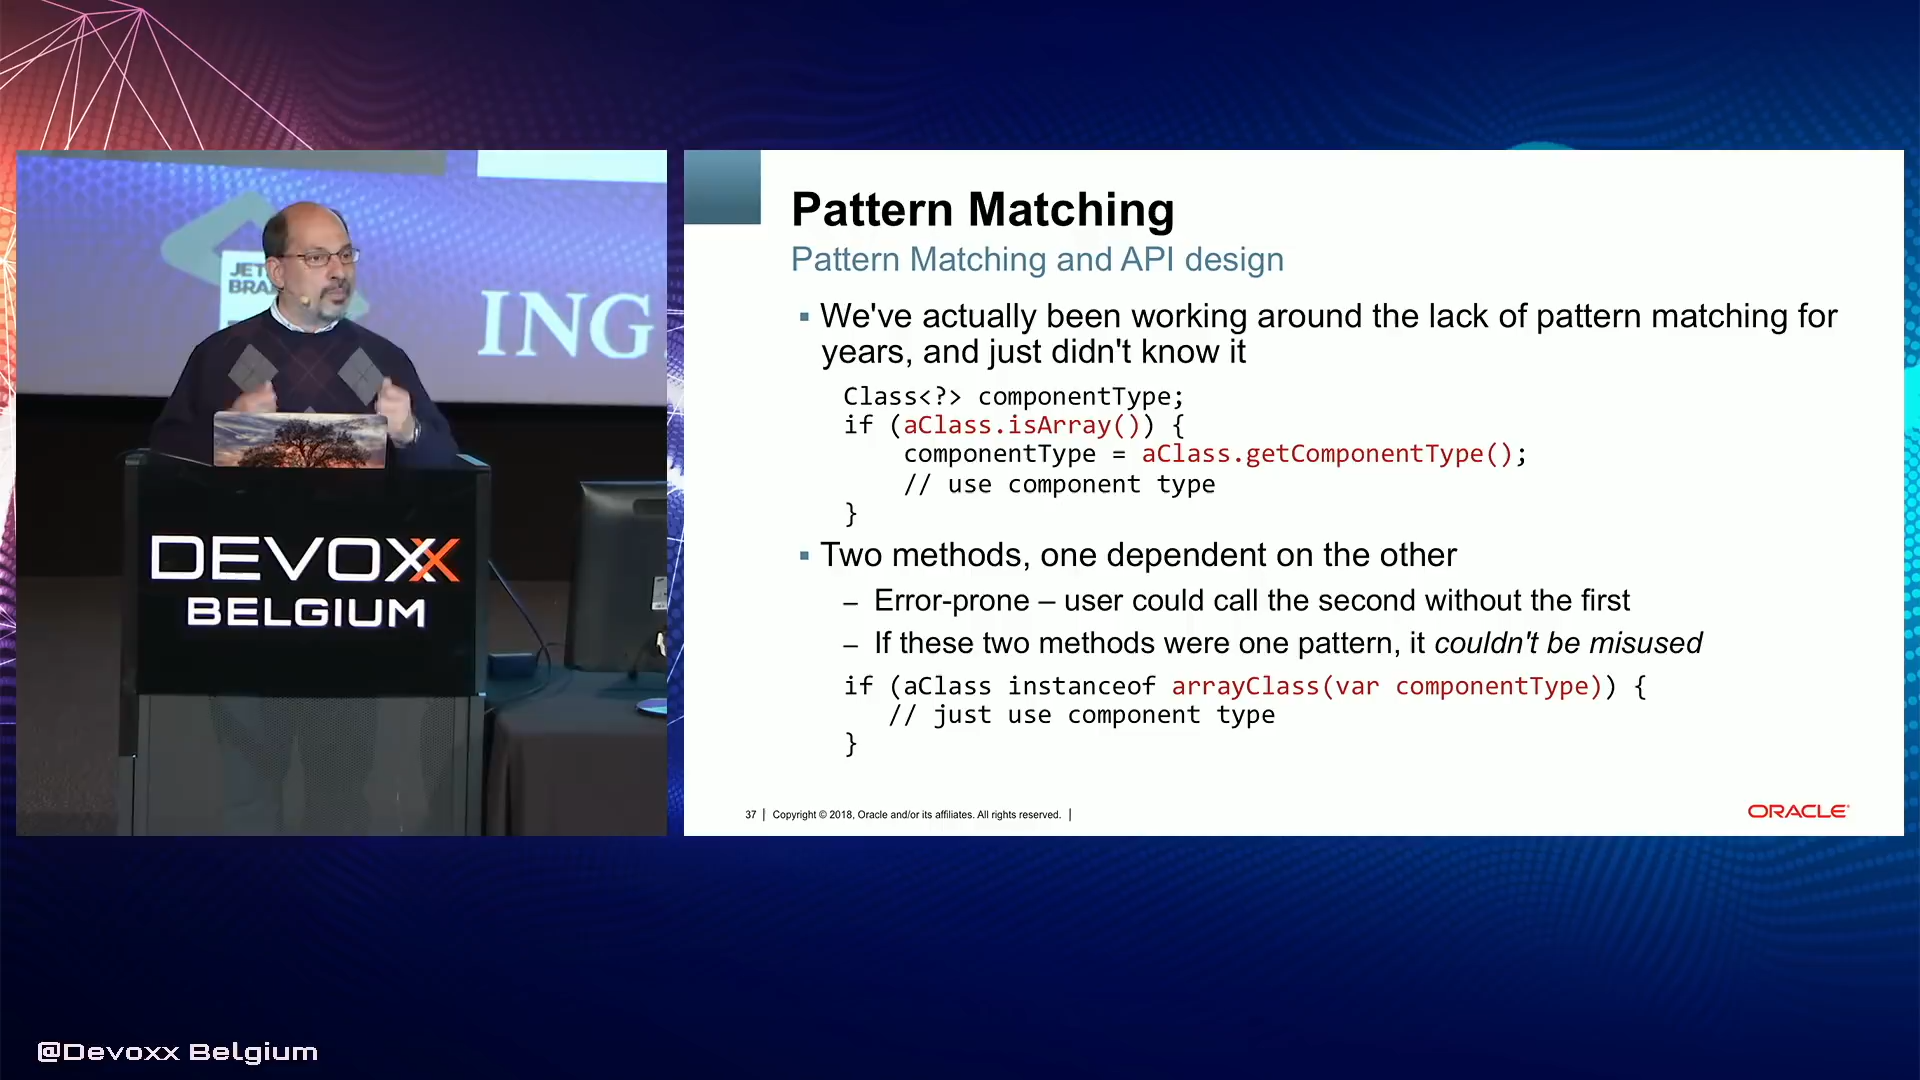 JET
BRA
ING
DEVOXX
BELGIUM
Pattern Matching
Pattern Matching and API design
▪ We've actually been working around the lack of pattern matching for
years, and just didn't know it
Class<?> componentType;
if (aClass.isArray()) {
componentType = aClass.getComponentType();
// use component type
}
▪ Two methods, one dependent on the other
– Error-prone – user could call the second without the first
– If these two methods were one pattern, it couldn't be misused
if (aClass instanceof arrayClass(var componentType)) {
// just use component type
}
37 | Copyright © 2018, Oracle and/or its affiliates. All rights reserved. |
ORACLE
@Devoxx Belgium